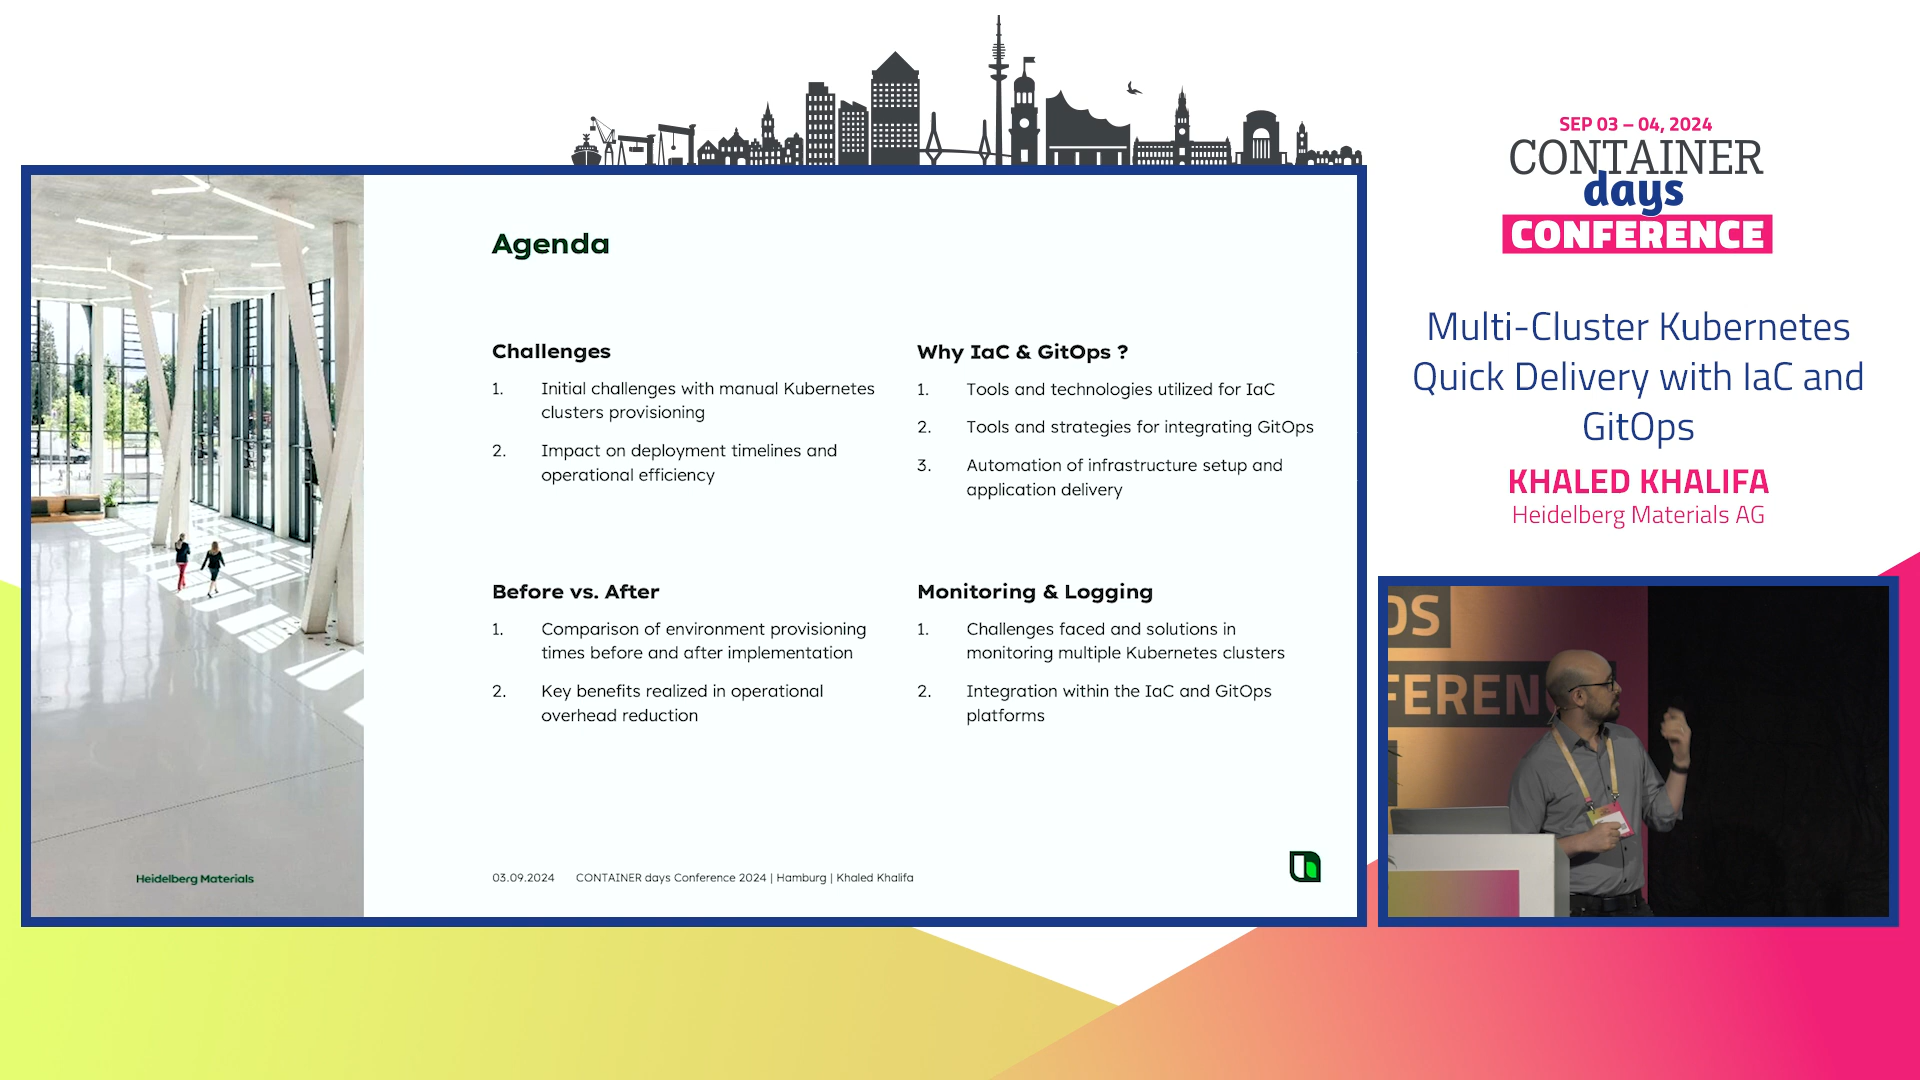 SEP 03 – 04, 2024
CONTAINER
days
CONFERENCE
Multi-Cluster Kubernetes
Quick Delivery with IaC and
GitOps
KHALED KHALIFA
Heidelberg Materials AG
Agenda
Challenges
1. Initial challenges with manual Kubernetes
clusters provisioning
2. Impact on deployment timelines and
operational efficiency
Why IaC & GitOps ?
1. Tools and technologies utilized for IaC
2. Tools and strategies for integrating GitOps
3. Automation of infrastructure setup and
application delivery
Before vs. After
1. Comparison of environment provisioning
times before and after implementation
2. Key benefits realized in operational
overhead reduction
Monitoring & Logging
1. Challenges faced and solutions in
monitoring multiple Kubernetes clusters
2. Integration within the IaC and GitOps
platforms
Heidelberg Materials
03.09.2024 CONTAINER days Conference 2024 | Hamburg | Khaled Khalifa
OS
FEREN